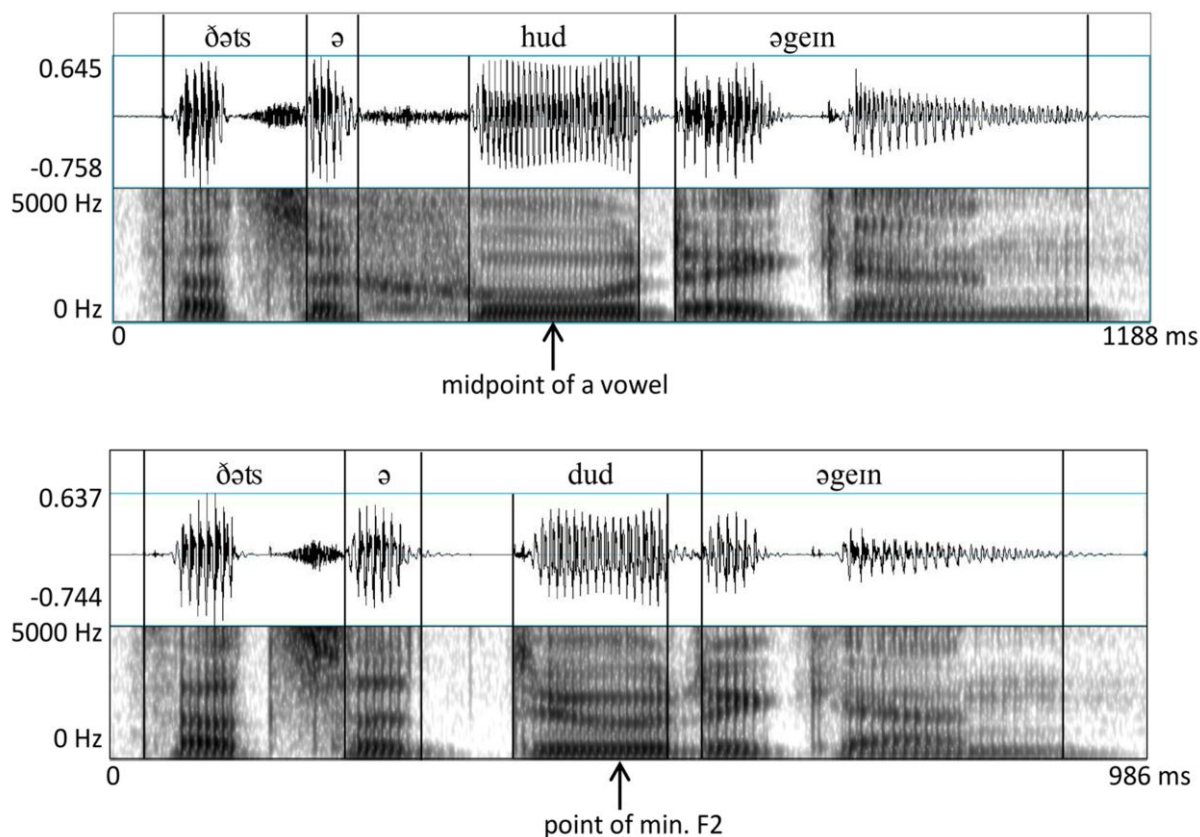 ðəts ə hud əgeɪn
0.645
-0.758
5000 Hz
0 Hz
0 1188 ms
midpoint of a vowel
ðəts ə dud əgeɪn
0.637
-0.744
5000 Hz
0 Hz
0 986 ms
point of min. F2